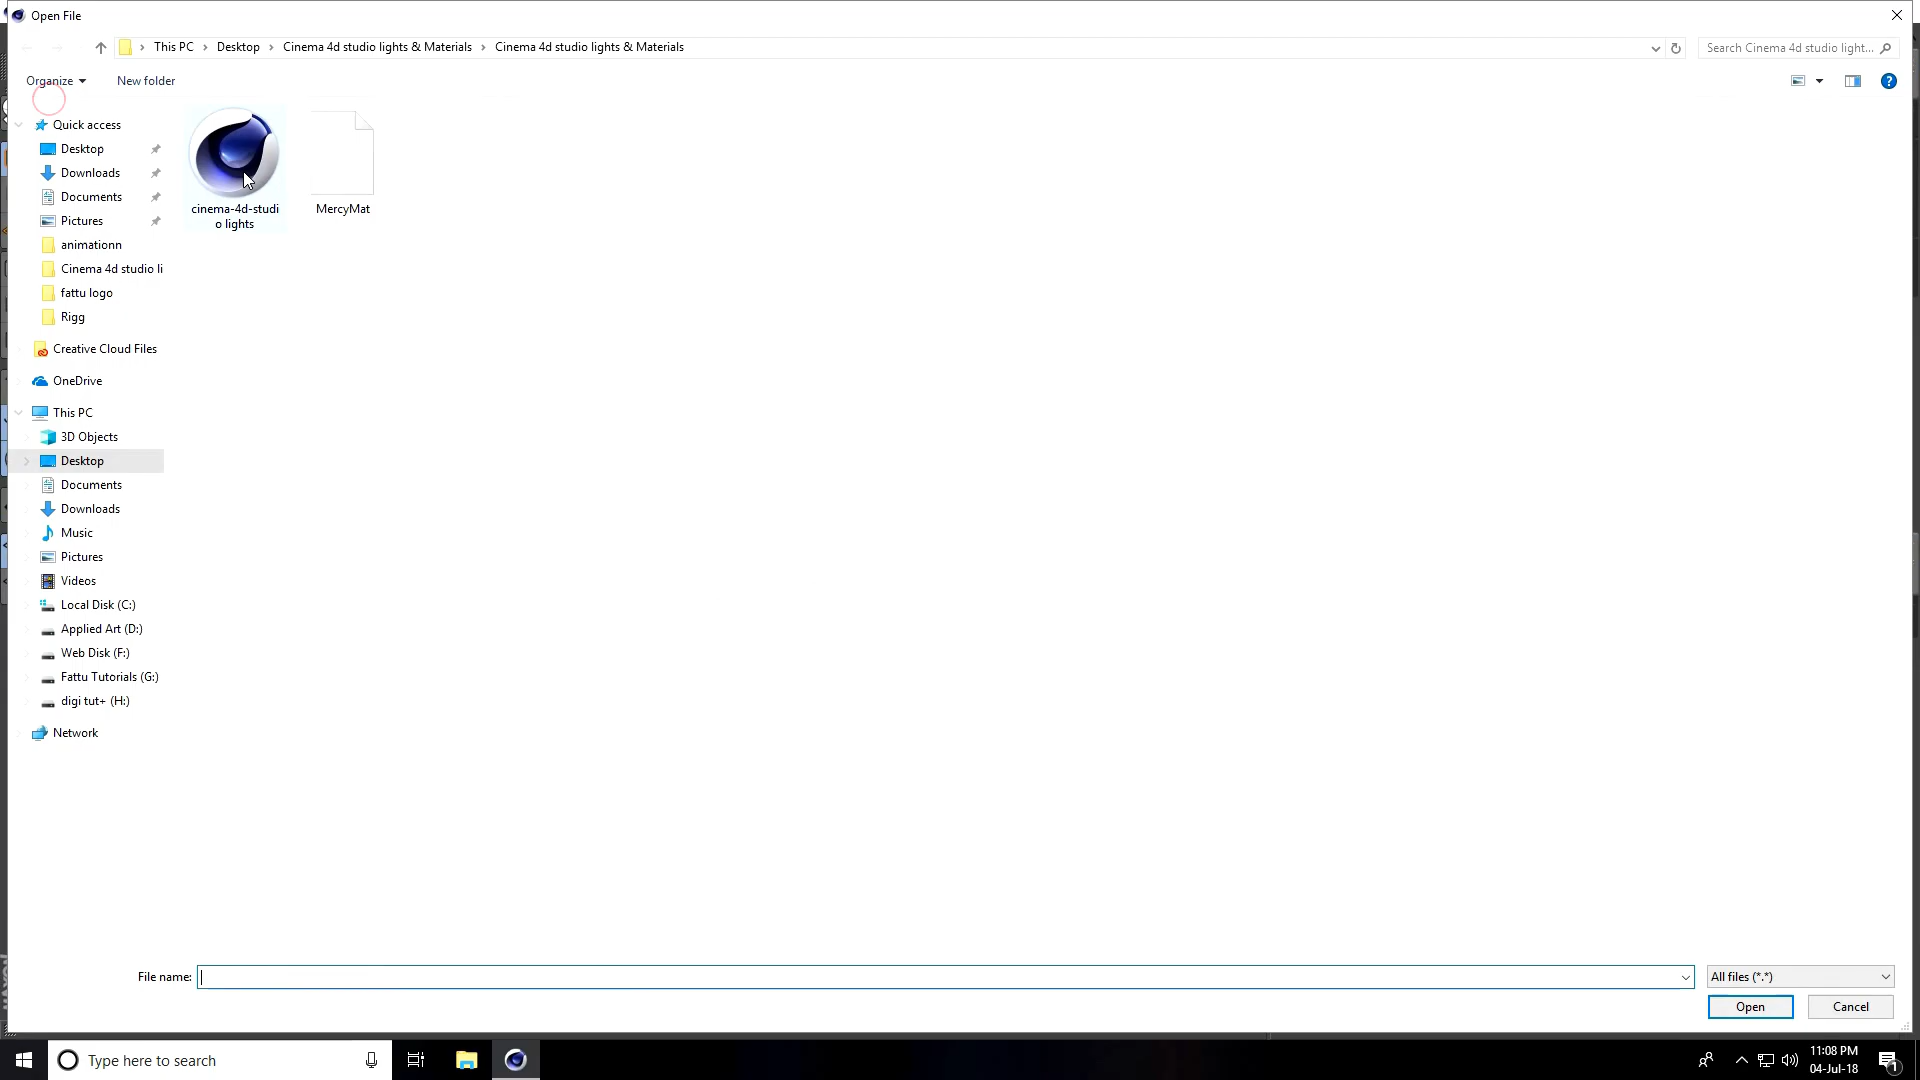 Open File
This PC > Desktop > Cinema 4d studio lights & Materials > Cinema 4d studio lights & Materials
Search Cinema 4d studio light...
Organize
New folder
Quick access
Desktop
Downloads
Documents
Pictures
animationn
Cinema 4d studio li
fattu logo
Rigg
Creative Cloud Files
OneDrive
This PC
3D Objects
Desktop
Documents
Downloads
Music
Pictures
Videos
Local Disk (C:)
Applied Art (D:)
Web Disk (F:)
Fattu Tutorials (G:)
digi tut+ (H:)
Network
cinema-4d-studi
o lights
MercyMat
File name:
All files (*.*)
Open
Cancel
Type here to search
11:08 PM
04-Jul-18
1